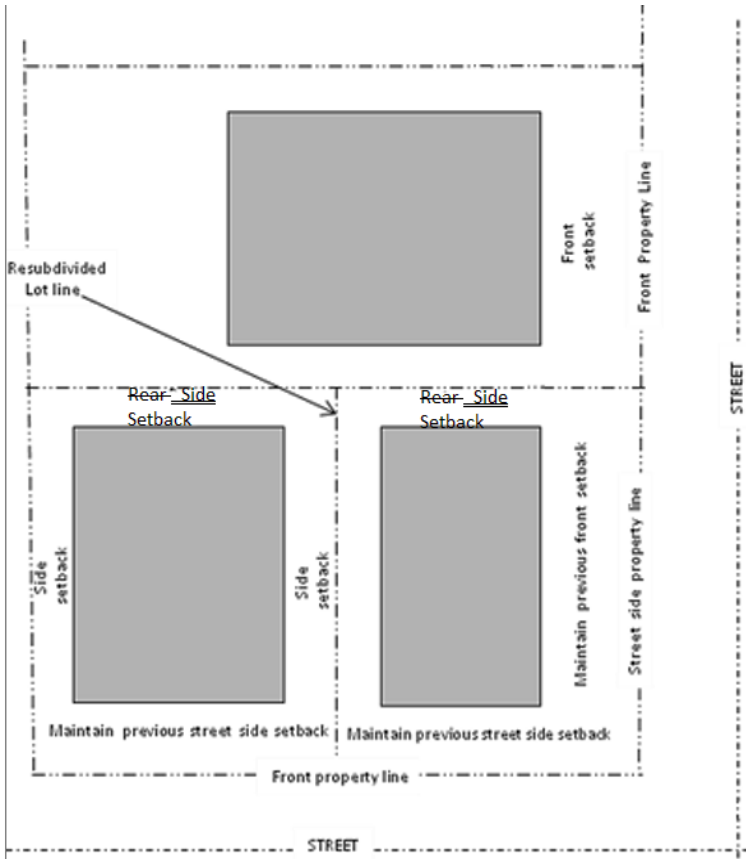 Front
setback
Front Property Line
Resubdivided
Lot line
STREET
Rear Side
Setback
Rear Side
Setback
Side
setback
Side
setback
Maintain previous front setback
Street side property line
Maintain previous street side setback
Maintain previous street side setback
Front property line
STREET